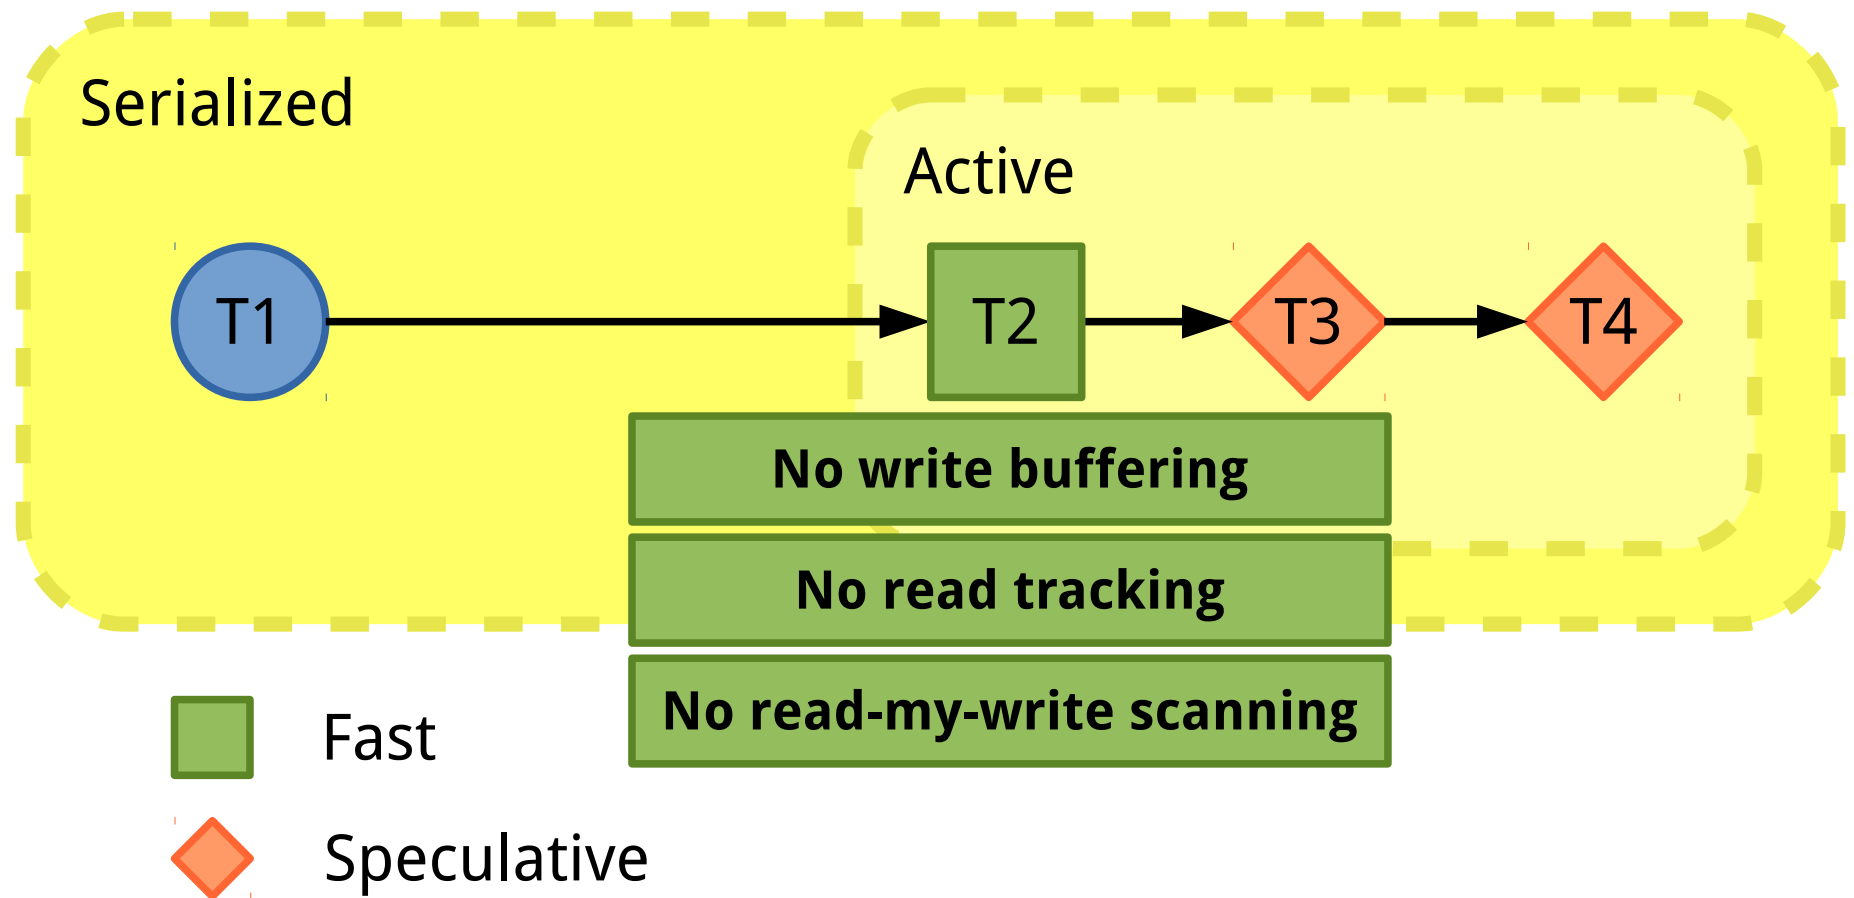 Serialized
Active
T1
T2
T3
T4
No write buffering
No read tracking
No read-my-write scanning
Fast
Speculative